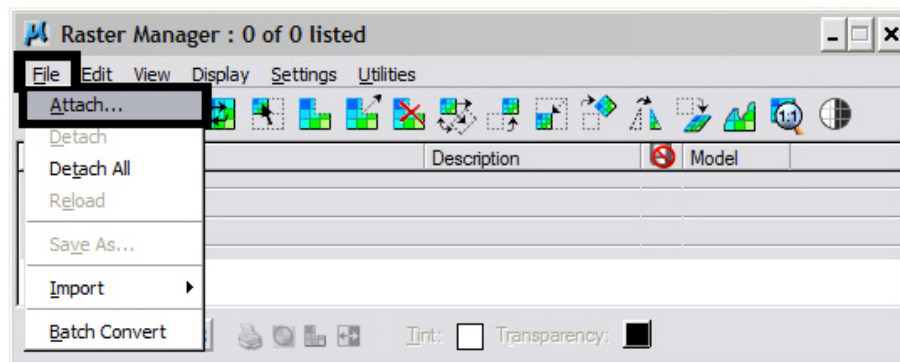 Raster Manager : 0 of 0 listed
File Edit View Display Settings Utilities
Attach...
1:1
Detach
Description Model
Detach All
Reload
Save As...
Import
Batch Convert
Tint: Transparency: